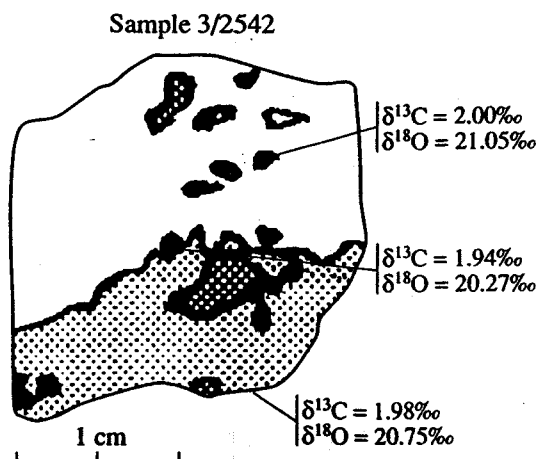 Sample 3/2542
δ¹³C = 2.00‰
δ¹⁸O = 21.05‰
δ¹³C = 1.94‰
δ¹⁸O = 20.27‰
δ¹³C = 1.98‰
δ¹⁸O = 20.75‰
1 cm